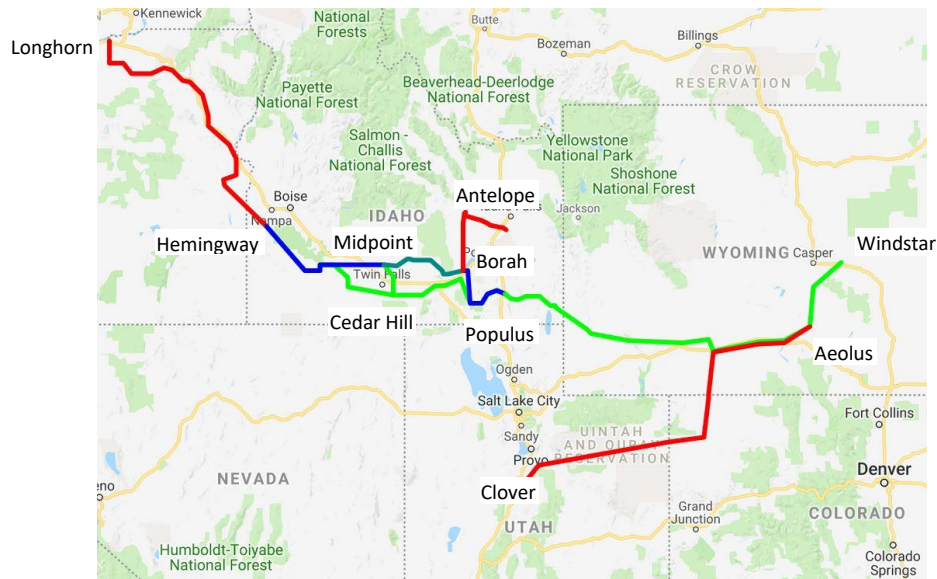 Kennewick
Longhorn
National
Forests
Butte
Bozeman
Billings
CROW
RESERVATION
Payette
National Forest
Beaverhead-Deerlodge
National Forest
Salmon -
Challis
National Forest
Yellowstone
National Park
Shoshone
National Forest
Boise
Nampa
IDAHO
Antelope
Idaho Falls
Jackson
Hemingway
Midpoint
Borah
WYOMING
Casper
Windstar
Twin Falls
Cedar Hill
Populus
Aeolus
Ogden
Salt Lake City
Sandy
Provo
UINTAH
AND OURAY
RESERVATION
Fort Collins
NEVADA
Clover
UTAH
Grand
Junction
Denver
COLORADO
Colorado
Springs
Humboldt-Toiyabe
National Forest